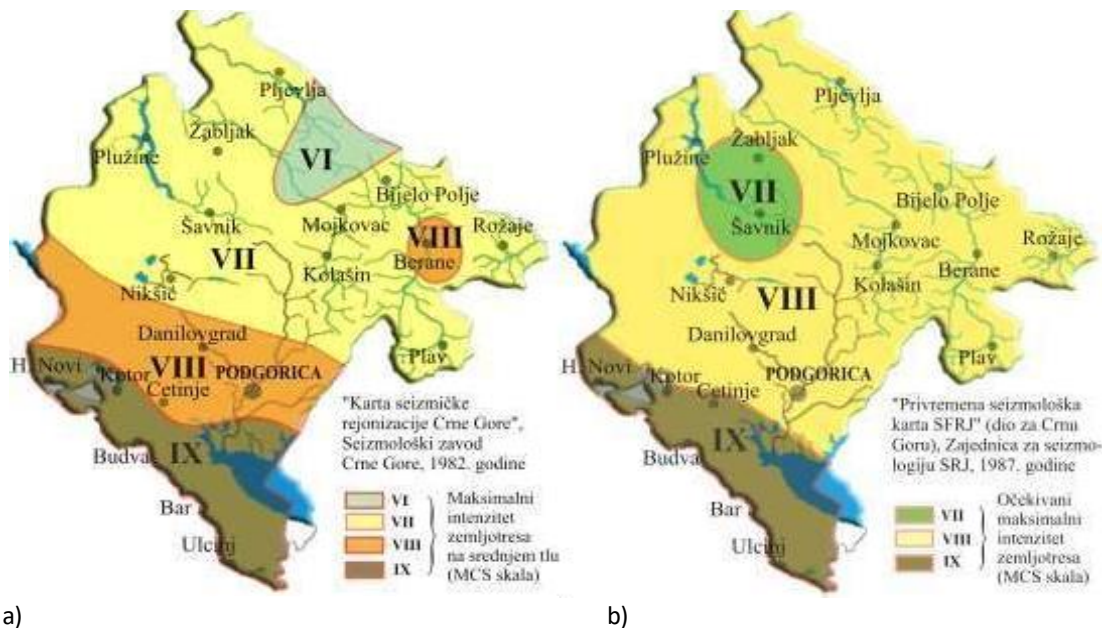 Pljevlja
Žabljak
VI
Plužine
Bijelo Polje
Šavnik
Mojkovac
VIII
Rožaje
VII
Berane
Kolašin
Nikšić
Danilovgrad
VIII
Plav
H. Novi
Kotor
PODGORICA
Cetinje
IX
Budva
Bar
Ulcinj
"Karta seizmičke
rejonizacije Crne Gore",
Seizmološki zavod
Crne Gore, 1982. godine
VI
VII
VIII
IX
Maksimalni
intenzitet
zemljotresa
na srednjem tlu
(MCS skala)
a)
Pljevlja
Žabljak
Plužine
VII
Bijelo Polje
Šavnik
Mojkovac
Rožaje
Berane
Kolašin
Nikšić
VIII
Danilovgrad
Plav
H. Novi
Kotor
PODGORICA
Cetinje
IX
Budva
Bar
Ulcinj
"Privremena seizmološka
karta SFRJ" (dio za Crnu
Goru), Zajednica za seizmo-
logiju SRJ, 1987. godine
VII
VIII
IX
Očekivani
maksimalni
intenzitet
zemljotresa
(MCS skala)
b)